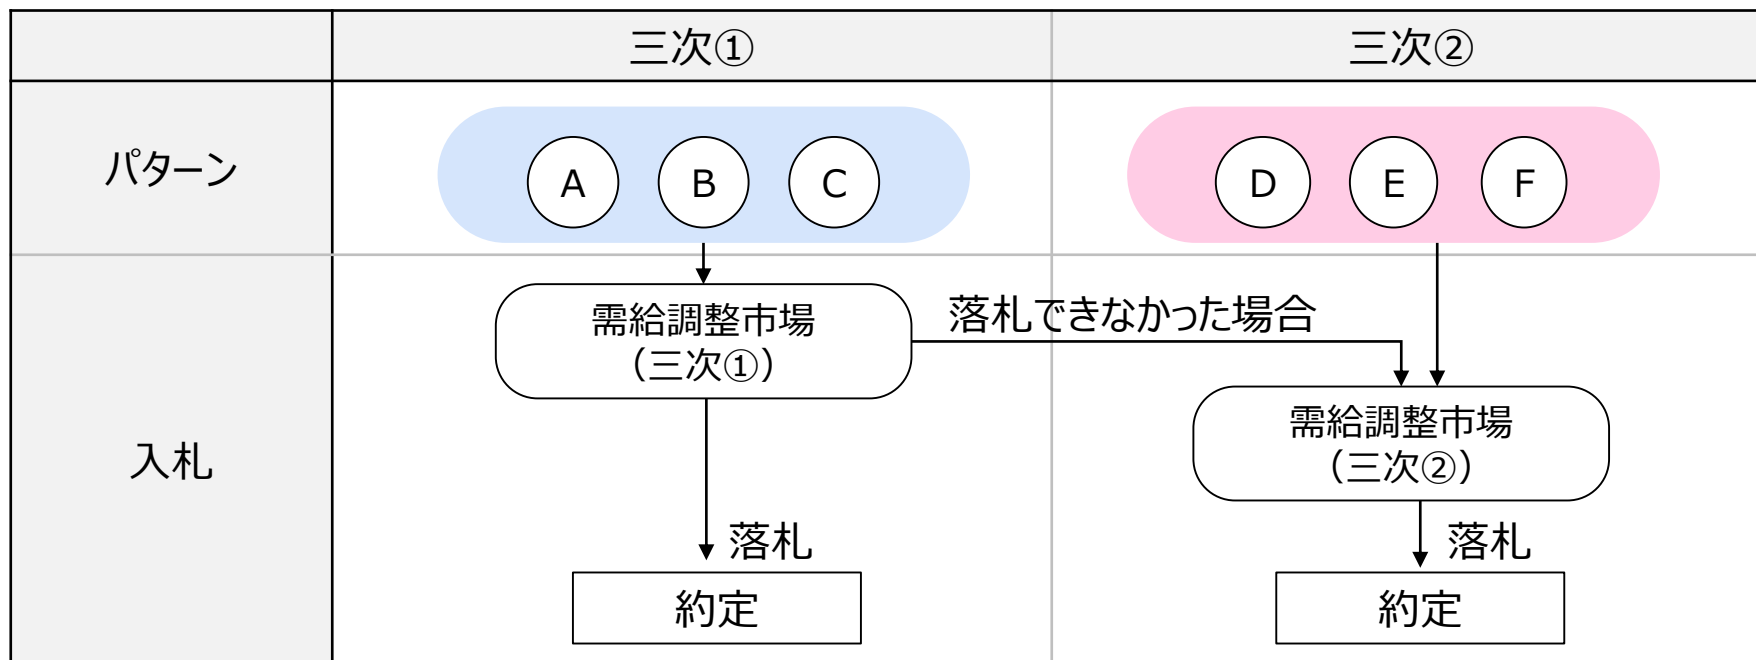 三次①
三次②
パターン
A
B
C
D
E
F
入札
需給調整市場
（三次①）
落札できなかった場合
需給調整市場
（三次②）
落札
約定
落札
約定